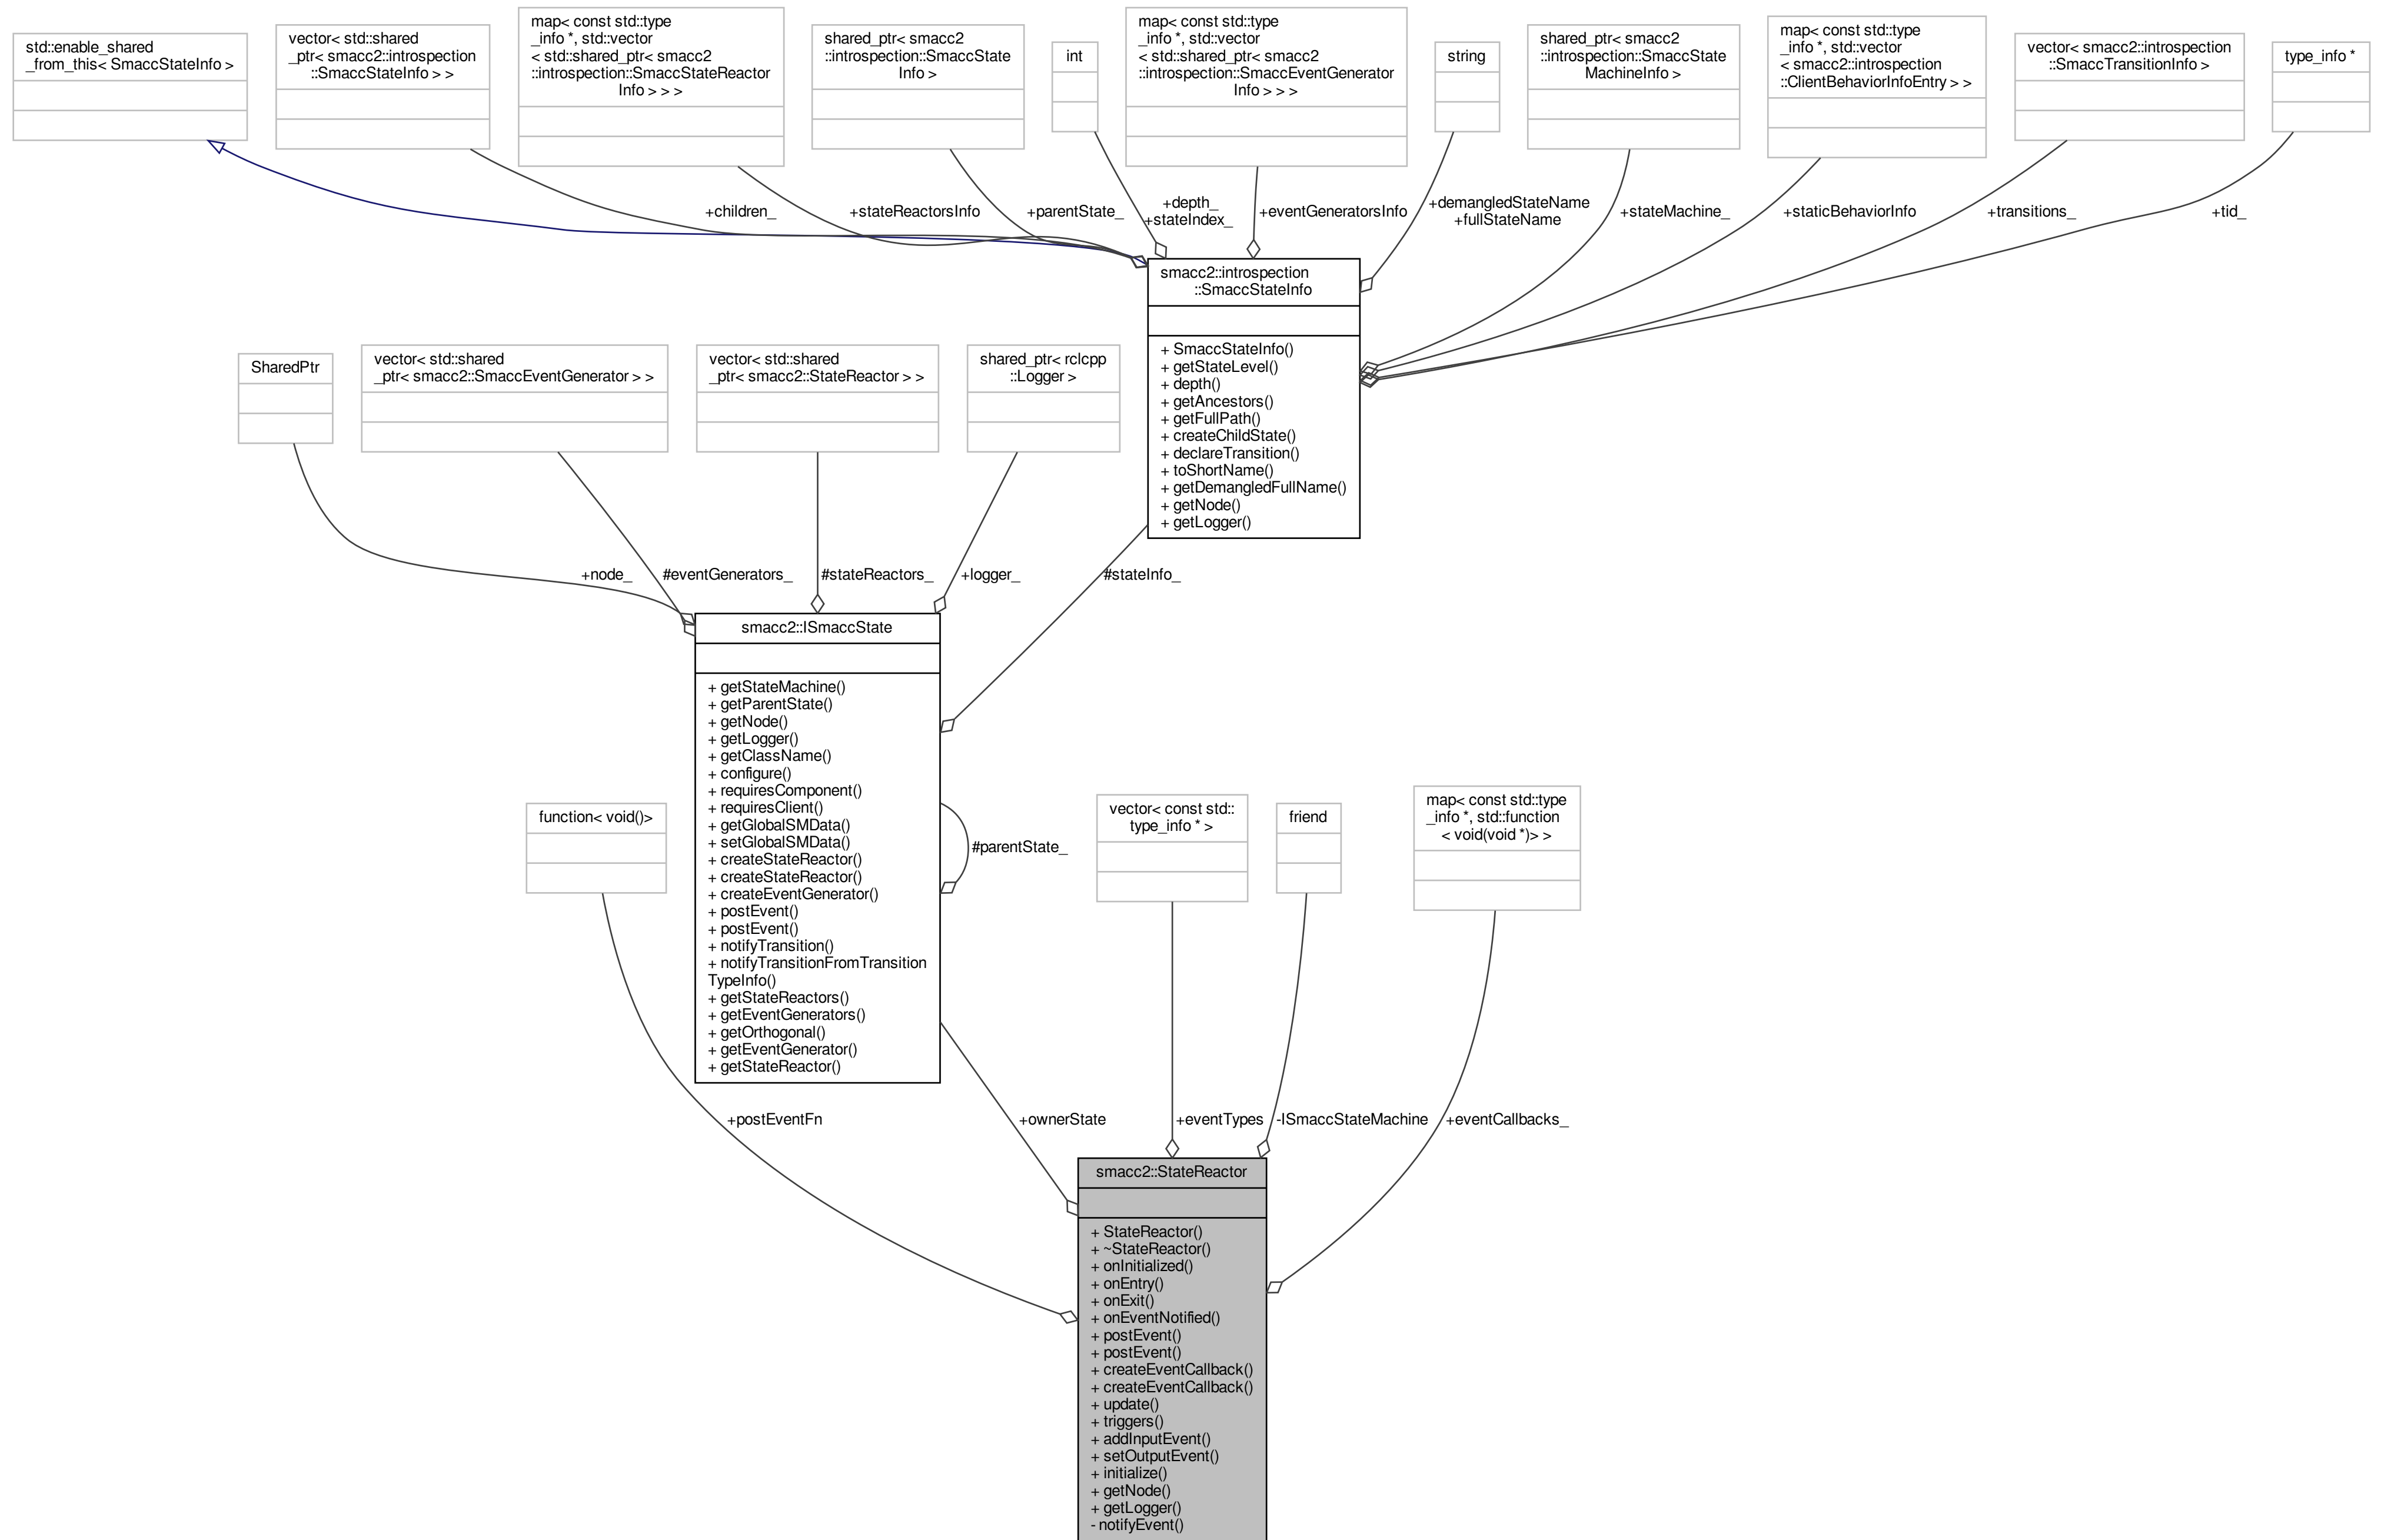 std::enable_shared
_from_this< SmaccStateInfo >
vector< std::shared
_ptr< smacc2::introspection
::SmaccStateInfo > >
map< const std::type
_info *, std::vector
< std::shared_ptr< smacc2
::introspection::SmaccStateReactor
Info > > >
shared_ptr< smacc2
::introspection::SmaccState
Info >
int
map< const std::type
_info *, std::vector
< std::shared_ptr< smacc2
::introspection::SmaccEventGenerator
Info > > >
string
shared_ptr< smacc2
::introspection::SmaccState
MachineInfo >
map< const std::type
_info *, std::vector
< smacc2::introspection
::ClientBehaviorInfoEntry > >
vector< smacc2::introspection
::SmaccTransitionInfo >
type_info *
+children_
+stateReactorsInfo
+parentState_
+depth_
+stateIndex_
+eventGeneratorsInfo
+demangledStateName
+fullStateName
+stateMachine_
+staticBehaviorInfo
+transitions_
+tid_
smacc2::introspection
::SmaccStateInfo
+ SmaccStateInfo()
+ getStateLevel()
+ depth()
+ getAncestors()
+ getFullPath()
+ createChildState()
+ declareTransition()
+ toShortName()
+ getDemangledFullName()
+ getNode()
+ getLogger()
SharedPtr
vector< std::shared
_ptr< smacc2::SmaccEventGenerator > >
vector< std::shared
_ptr< smacc2::StateReactor > >
shared_ptr< rclcpp
::Logger >
+node_
#eventGenerators_
#stateReactors_
+logger_
#stateInfo_
smacc2::ISmaccState
+ getStateMachine()
+ getParentState()
+ getNode()
+ getLogger()
+ getClassName()
+ configure()
+ requiresComponent()
+ requiresClient()
+ getGlobalSMData()
+ setGlobalSMData()
+ createStateReactor()
+ createStateReactor()
+ createEventGenerator()
+ postEvent()
+ postEvent()
+ notifyTransition()
+ notifyTransitionFromTransition
TypeInfo()
+ getStateReactors()
+ getEventGenerators()
+ getOrthogonal()
+ getEventGenerator()
+ getStateReactor()
#parentState_
function< void()>
vector< const std::
type_info * >
friend
map< const std::type
_info *, std::function
< void(void *)> >
+postEventFn
+ownerState
+eventTypes
-ISmaccStateMachine
+eventCallbacks_
smacc2::StateReactor
+ StateReactor()
+ ~StateReactor()
+ onInitialized()
+ onEntry()
+ onExit()
+ onEventNotified()
+ postEvent()
+ postEvent()
+ createEventCallback()
+ createEventCallback()
+ update()
+ triggers()
+ addInputEvent()
+ setOutputEvent()
+ initialize()
+ getNode()
+ getLogger()
- notifyEvent()